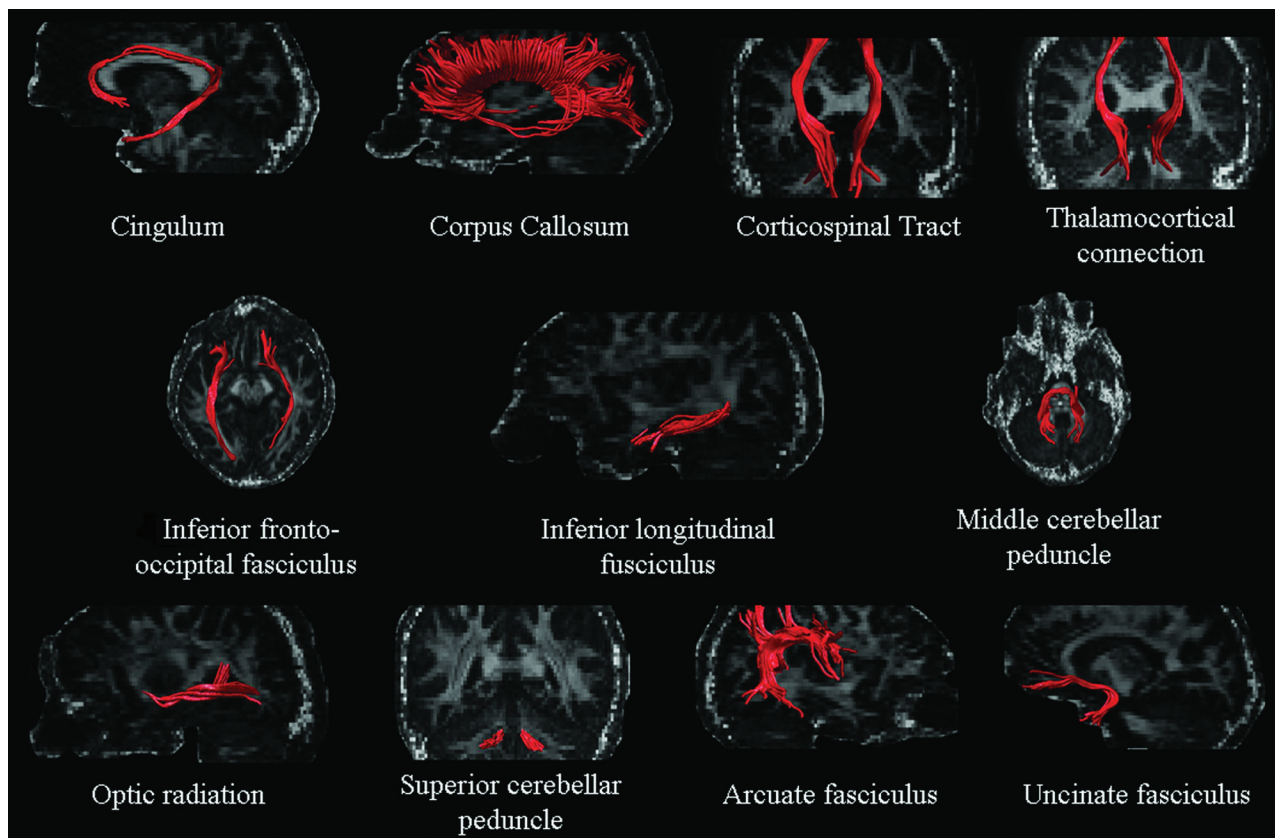 Cingulum
Corpus Callosum
Corticospinal Tract
Thalamocortical
connection
Inferior fronto-
occipital fasciculus
Inferior longitudinal
fusciculus
Middle cerebellar
peduncle
Optic radiation
Superior cerebellar
peduncle
Arcuate fasciculus
Uncinate fasciculus